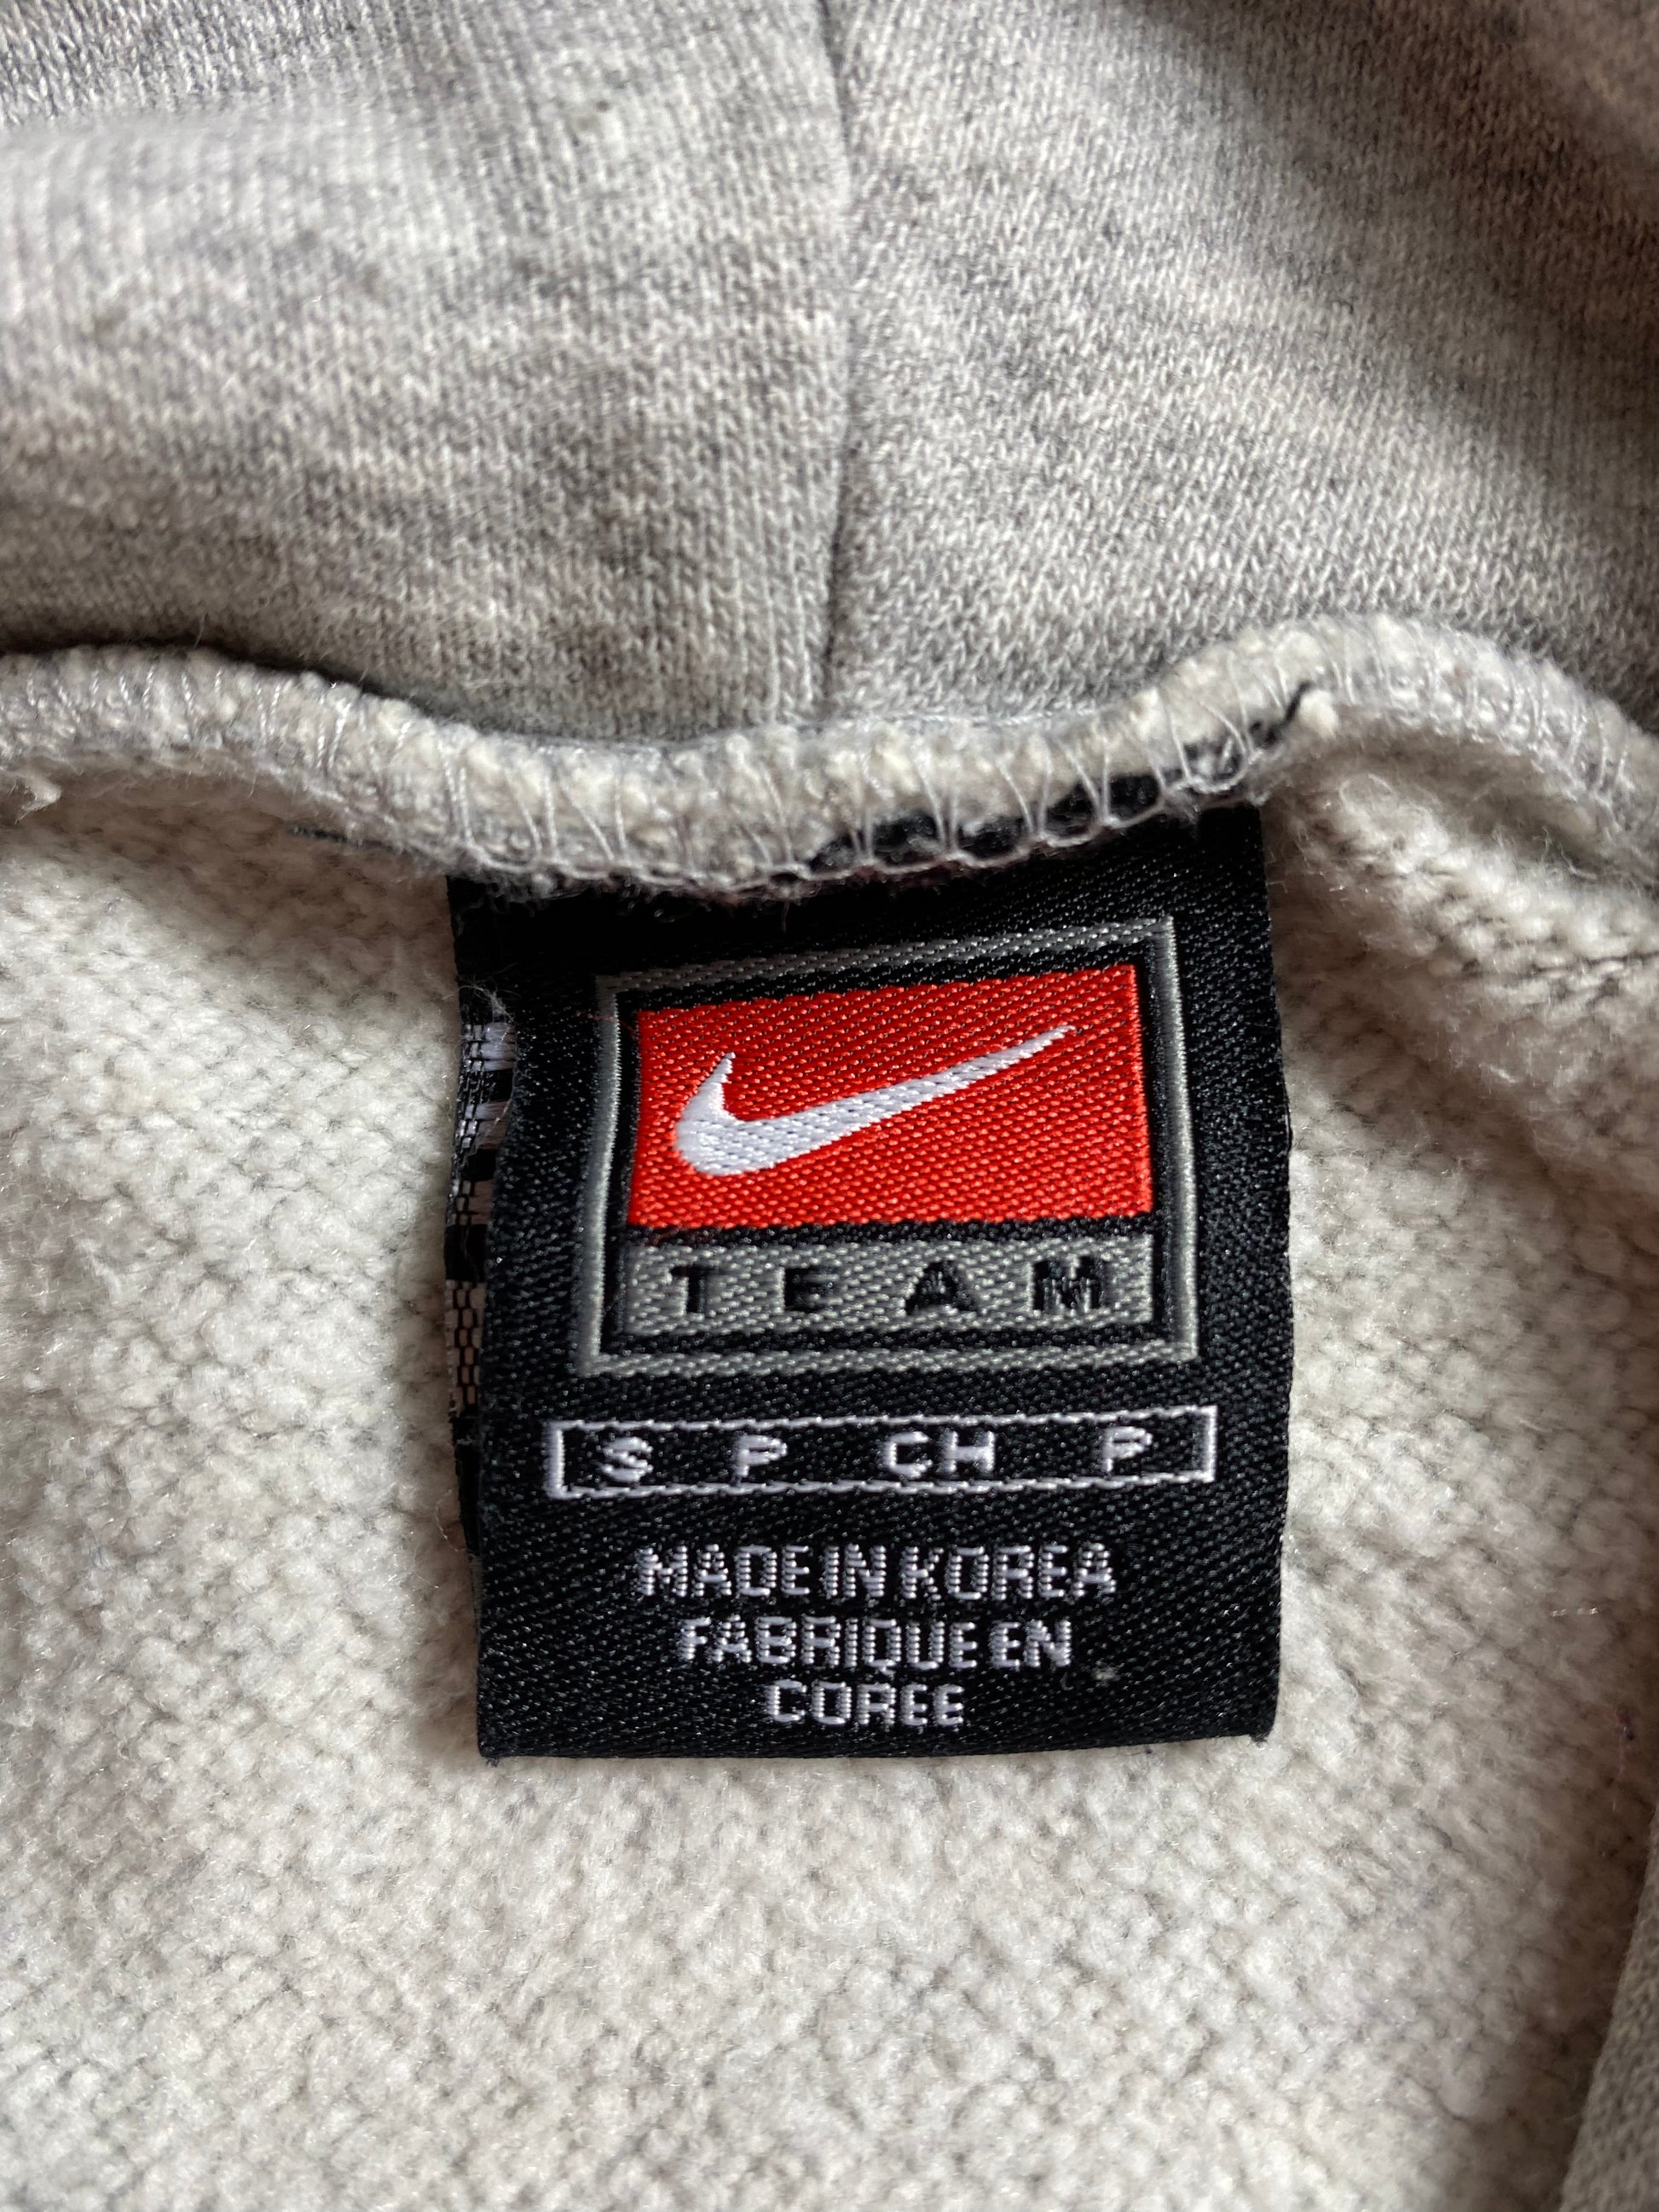 TEAM
S P CH P
MADE IN KOREA
FABRIQUE EN
COREE